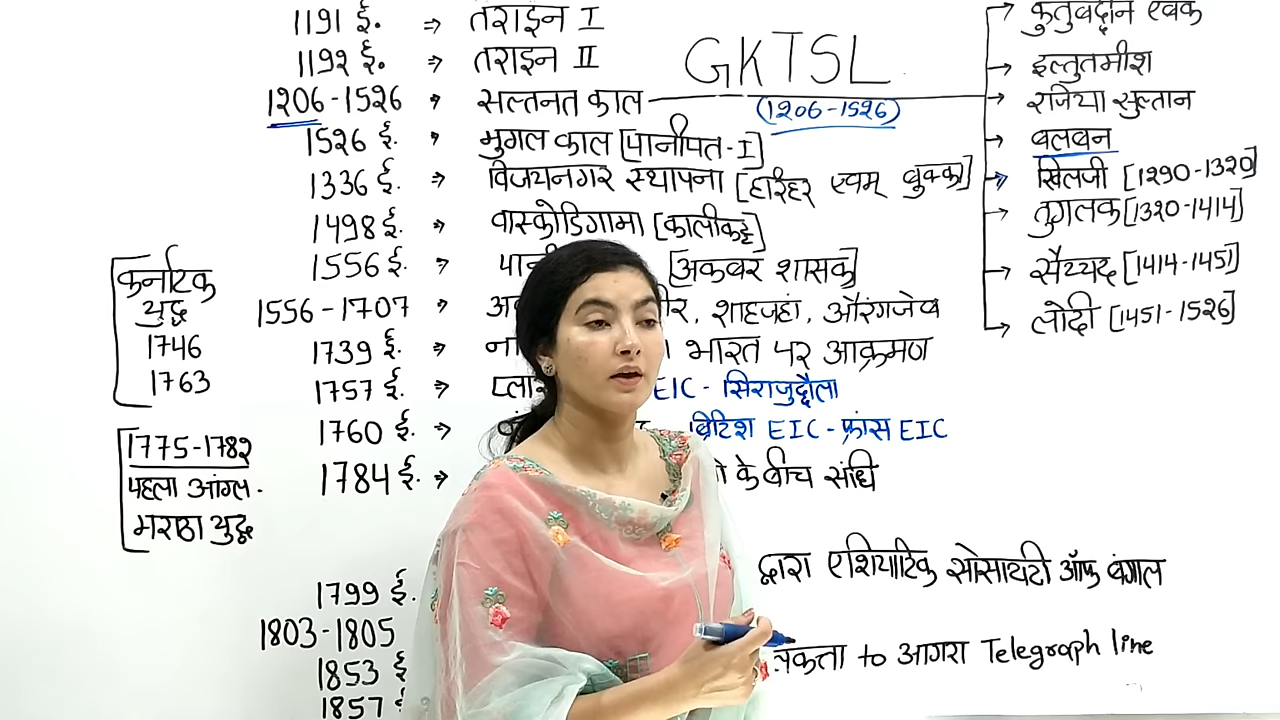 1191 ई. ⇒ तराइन I
1192 ई. ⇒ तराइन II
GKTSL
1206-1526 ⇒ सल्तनत काल
(1206-1526)
1526 ई. ⇒ मुगल काल [पानीपत-I]
1336 ई. ⇒ विजयनगर स्थापना [हरिहर एवम् बुक्का]
1498 ई. ⇒ वास्कोडिगामा [कालीकट]
1556 ई. ⇒ [अकबर शासक]
1556-1707 ⇒ शाहजहां, औरंगजेब
1739 ई. ⇒ भारत पर आक्रमण
1757 ई. ⇒ EIC - सिराजुद्दौला
1760 ई. ⇒ ब्रिटिश EIC - फ्रांस EIC
1784 ई. ⇒ के बीच संधि
द्वारा एशियाटिक सोसायटी ऑफ बंगाल
1799 ई.
1803-1805
to आगरा Telegraph line
1853 ई
1857
कर्नाटक
युद्ध
1746
1763
1775-1782
पहला आंग्ल-
मराठा युद्ध
कुतुबद्दीन एबक
इल्तुतमीश
रजिया सुल्तान
बलबन
खिलजी [1290-1320]
तुगलक [1320-1414]
सैय्यद [1414-1451]
लोदी [1451-1526]